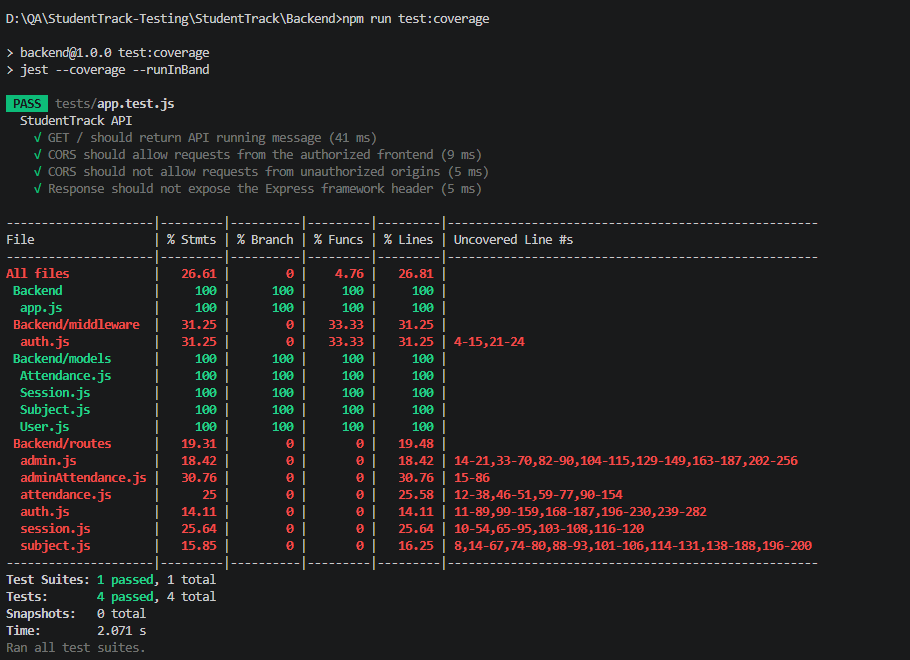 D:\QA\StudentTrack-Testing\StudentTrack\Backend>npm run test:coverage
> backend@1.0.0 test:coverage
> jest --coverage --runInBand
PASS tests/app.test.js
StudentTrack API
√ GET / should return API running message (41 ms)
√ CORS should allow requests from the authorized frontend (9 ms)
√ CORS should not allow requests from unauthorized origins (5 ms)
√ Response should not expose the Express framework header (5 ms)
---------------------|---------|----------|---------|---------|------------------------------------------------------
File                 | % Stmts | % Branch | % Funcs | % Lines | Uncovered Line #s
---------------------|---------|----------|---------|---------|------------------------------------------------------
All files            |   26.61 |        0 |    4.76 |   26.81 |
 Backend             |     100 |      100 |     100 |     100 |
  app.js             |     100 |      100 |     100 |     100 |
 Backend/middleware  |   31.25 |        0 |   33.33 |   31.25 |
  auth.js            |   31.25 |        0 |   33.33 |   31.25 | 4-15,21-24
 Backend/models      |     100 |      100 |     100 |     100 |
  Attendance.js      |     100 |      100 |     100 |     100 |
  Session.js         |     100 |      100 |     100 |     100 |
  Subject.js         |     100 |      100 |     100 |     100 |
  User.js            |     100 |      100 |     100 |     100 |
 Backend/routes      |   19.31 |        0 |       0 |   19.48 |
  admin.js           |   18.42 |        0 |       0 |   18.42 | 14-21,33-70,82-90,104-115,129-149,163-187,202-256
  adminAttendance.js |   30.76 |        0 |       0 |   30.76 | 15-86
  attendance.js      |      25 |        0 |       0 |   25.58 | 12-38,46-51,59-77,90-154
  auth.js            |   14.11 |        0 |       0 |   14.11 | 11-89,99-159,168-187,196-230,239-282
  session.js         |   25.64 |        0 |       0 |   25.64 | 10-54,65-95,103-108,116-120
  subject.js         |   15.85 |        0 |       0 |   16.25 | 8,14-67,74-80,88-93,101-106,114-131,138-188,196-200
---------------------|---------|----------|---------|---------|------------------------------------------------------
Test Suites: 1 passed, 1 total
Tests:       4 passed, 4 total
Snapshots:   0 total
Time:        2.071 s
Ran all test suites.